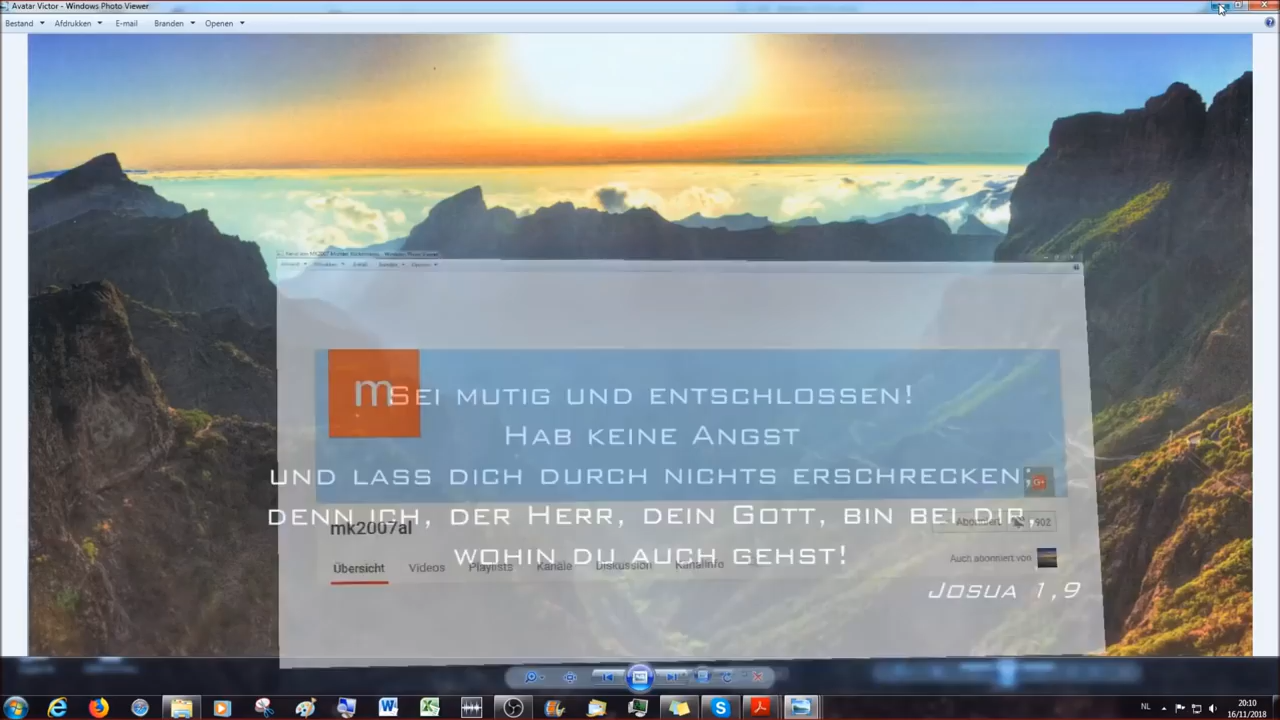 Avatar Victor - Windows Photo Viewer
Bestand Afdrukken E-mail Branden Openen
m
Sei mutig und entschlossen!
Hab keine Angst
und lass dich durch nichts erschrecken,
denn ich, der Herr, dein Gott, bin bei dir,
wohin du auch gehst!
Josua 1,9
G+
mk2007al
Abonniert 902
Auch abonniert von
Übersicht Videos Playlists Kanäle Diskussion Kanalinfo
NL
20:10
16/11/2018